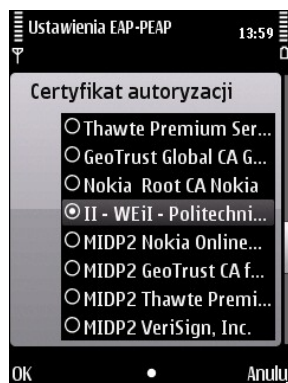 Ustawienia EAP-PEAP
13:59
Certyfikat autoryzacji
Thawte Premium Ser...
GeoTrust Global CA G...
Nokia Root CA Nokia
II - WEiI - Politechni...
MIDP2 Nokia Online...
MIDP2 GeoTrust CA f...
MIDP2 Thawte Premi...
MIDP2 VeriSign, Inc.
OK
Anulu